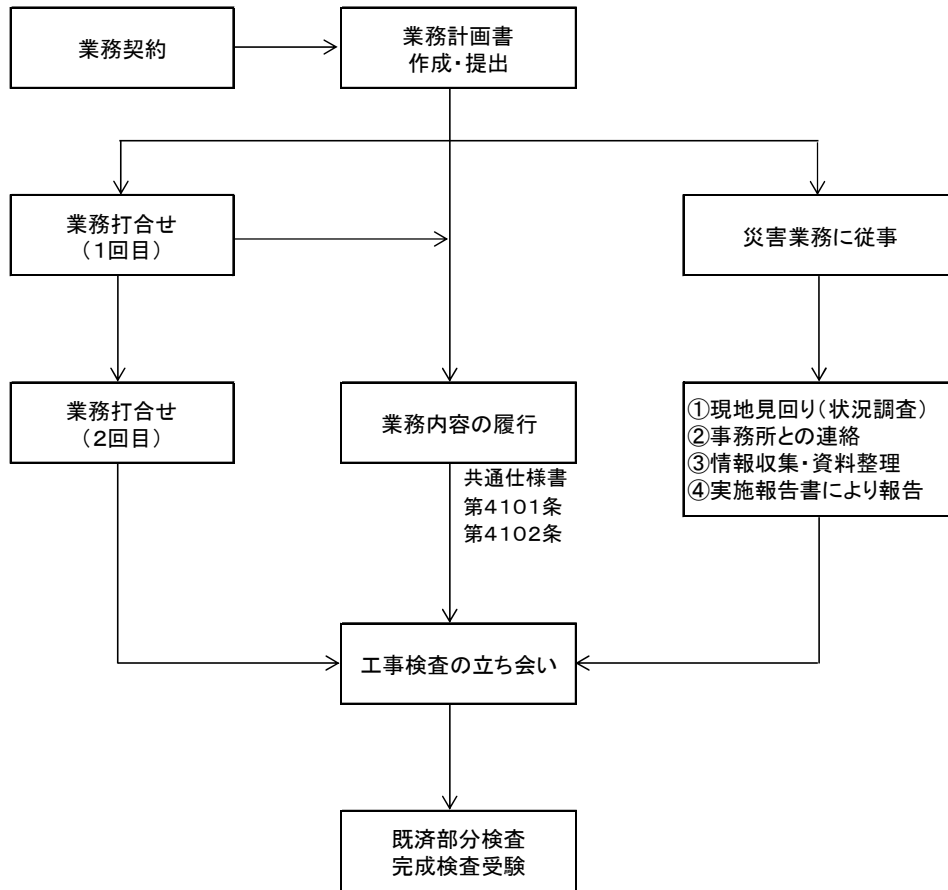 業務契約
業務計画書
作成・提出
業務打合せ
(1回目)
災害業務に従事
業務打合せ
(2回目)
業務内容の履行
①現地見回り(状況調査)
②事務所との連絡
③情報収集・資料整理
④実施報告書により報告
共通仕様書
第4101条
第4102条
工事検査の立ち会い
既済部分検査
完成検査受験